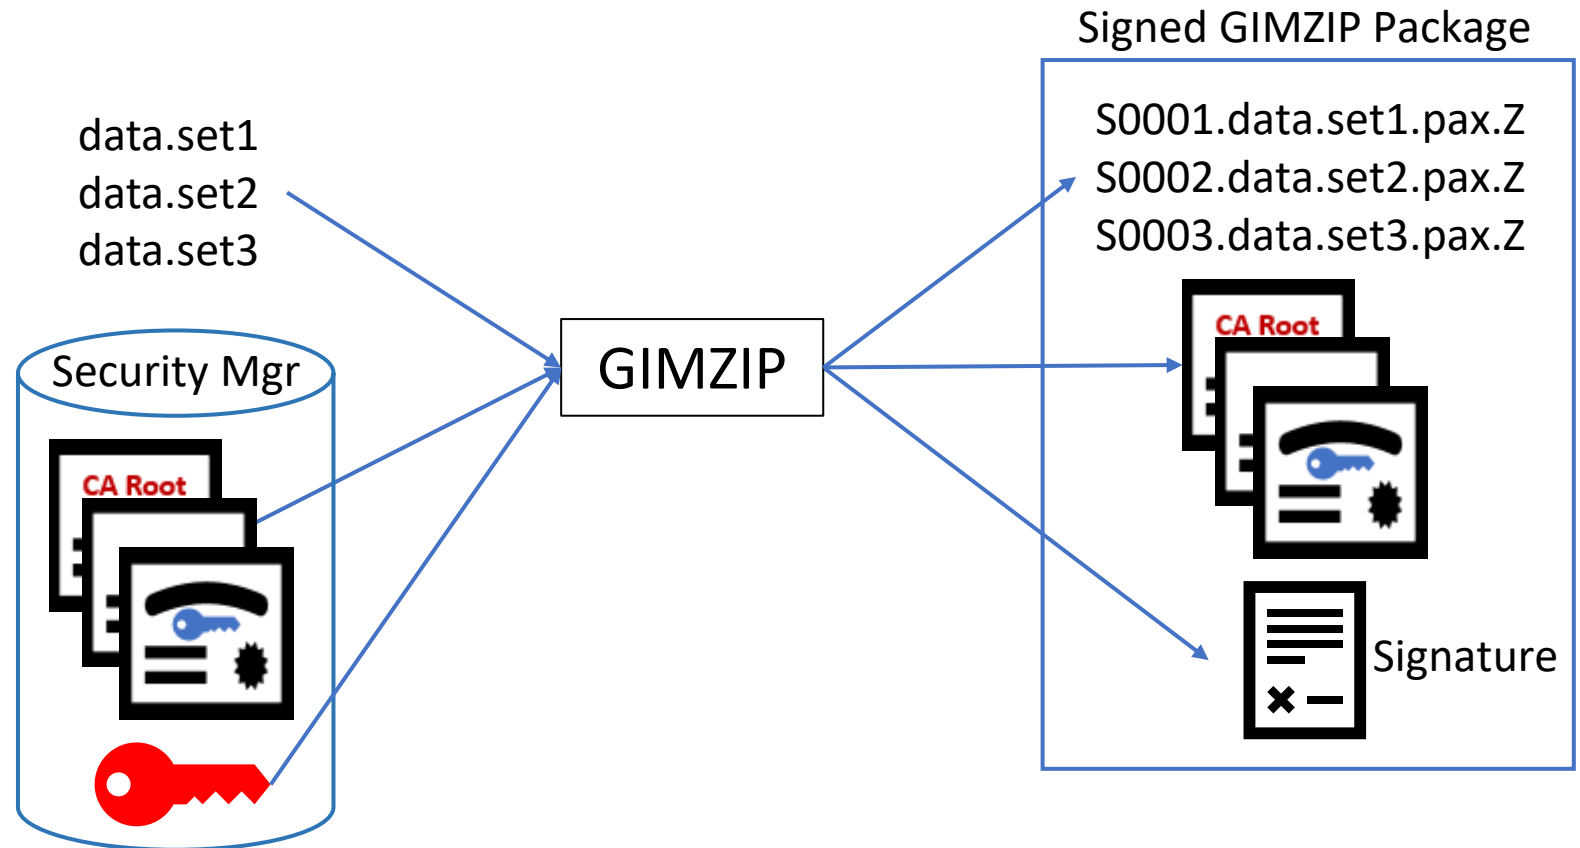 Signed GIMZIP Package
data.set1
data.set2
data.set3
Security Mgr
CA Root
GIMZIP
S0001.data.set1.pax.Z
S0002.data.set2.pax.Z
S0003.data.set3.pax.Z
CA Root
Signature